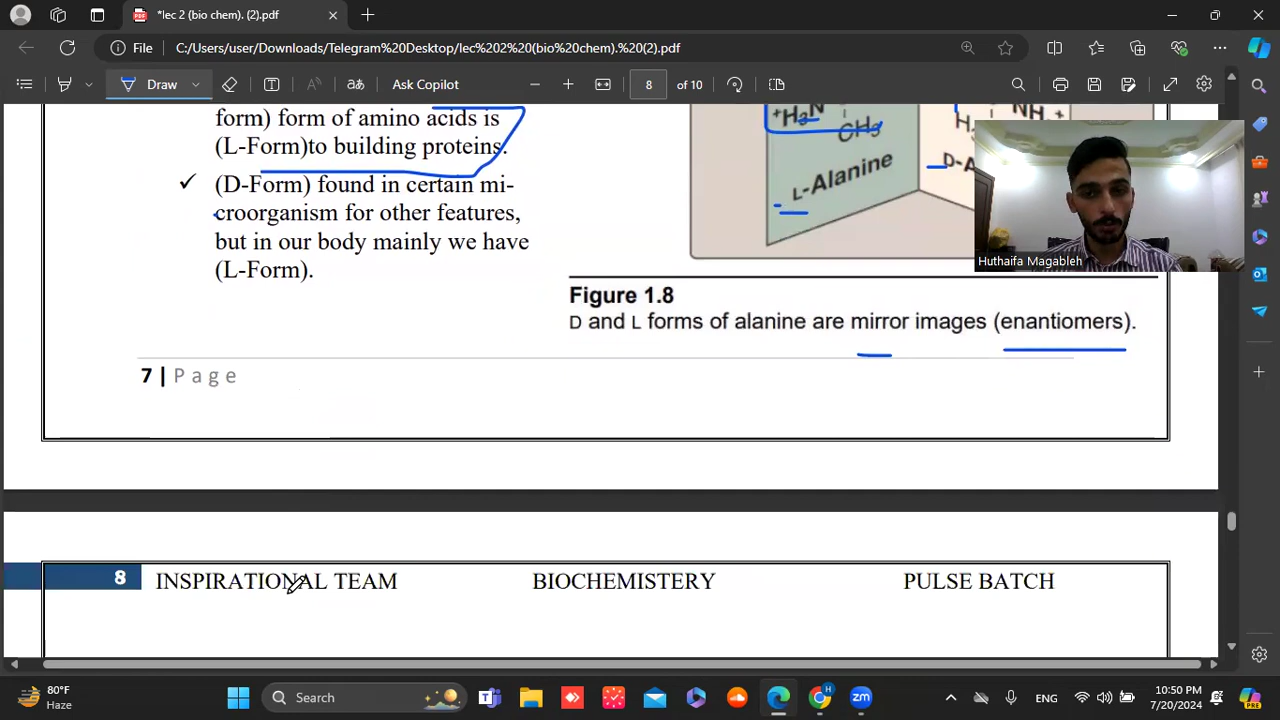 *lec 2 (bio chem). (2).pdf
File
C:/Users/user/Downloads/Telegram%20Desktop/lec%202%20(bio%20chem).%20(2).pdf
Draw
Ask Copilot
8
of 10
form) form of amino acids is
(L-Form)to building proteins.
(D-Form) found in certain mi-
croorganism for other features,
but in our body mainly we have
(L-Form).
+H3N
CH3
L-Alanine
NH +
D-A
Huthaifa Magableh
Figure 1.8
D and L forms of alanine are mirror images (enantiomers).
7 | Page
8
INSPIRATIONAL TEAM
BIOCHEMISTERY
PULSE BATCH
80°F
Haze
Search
ENG
10:50 PM
7/20/2024